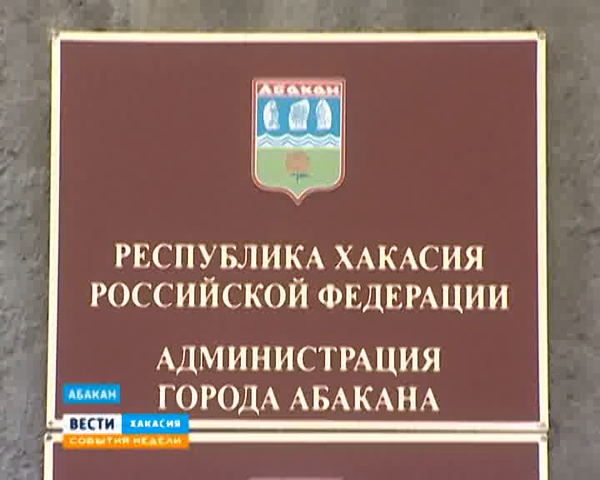 АБАКАН
РЕСПУБЛИКА ХАКАСИЯ
РОССИЙСКОЙ ФЕДЕРАЦИИ
АДМИНИСТРАЦИЯ
ГОРОДА АБАКАНА
АБАКАН
ВЕСТИ ХАКАСИЯ
СОБЫТИЯ НЕДЕЛИ